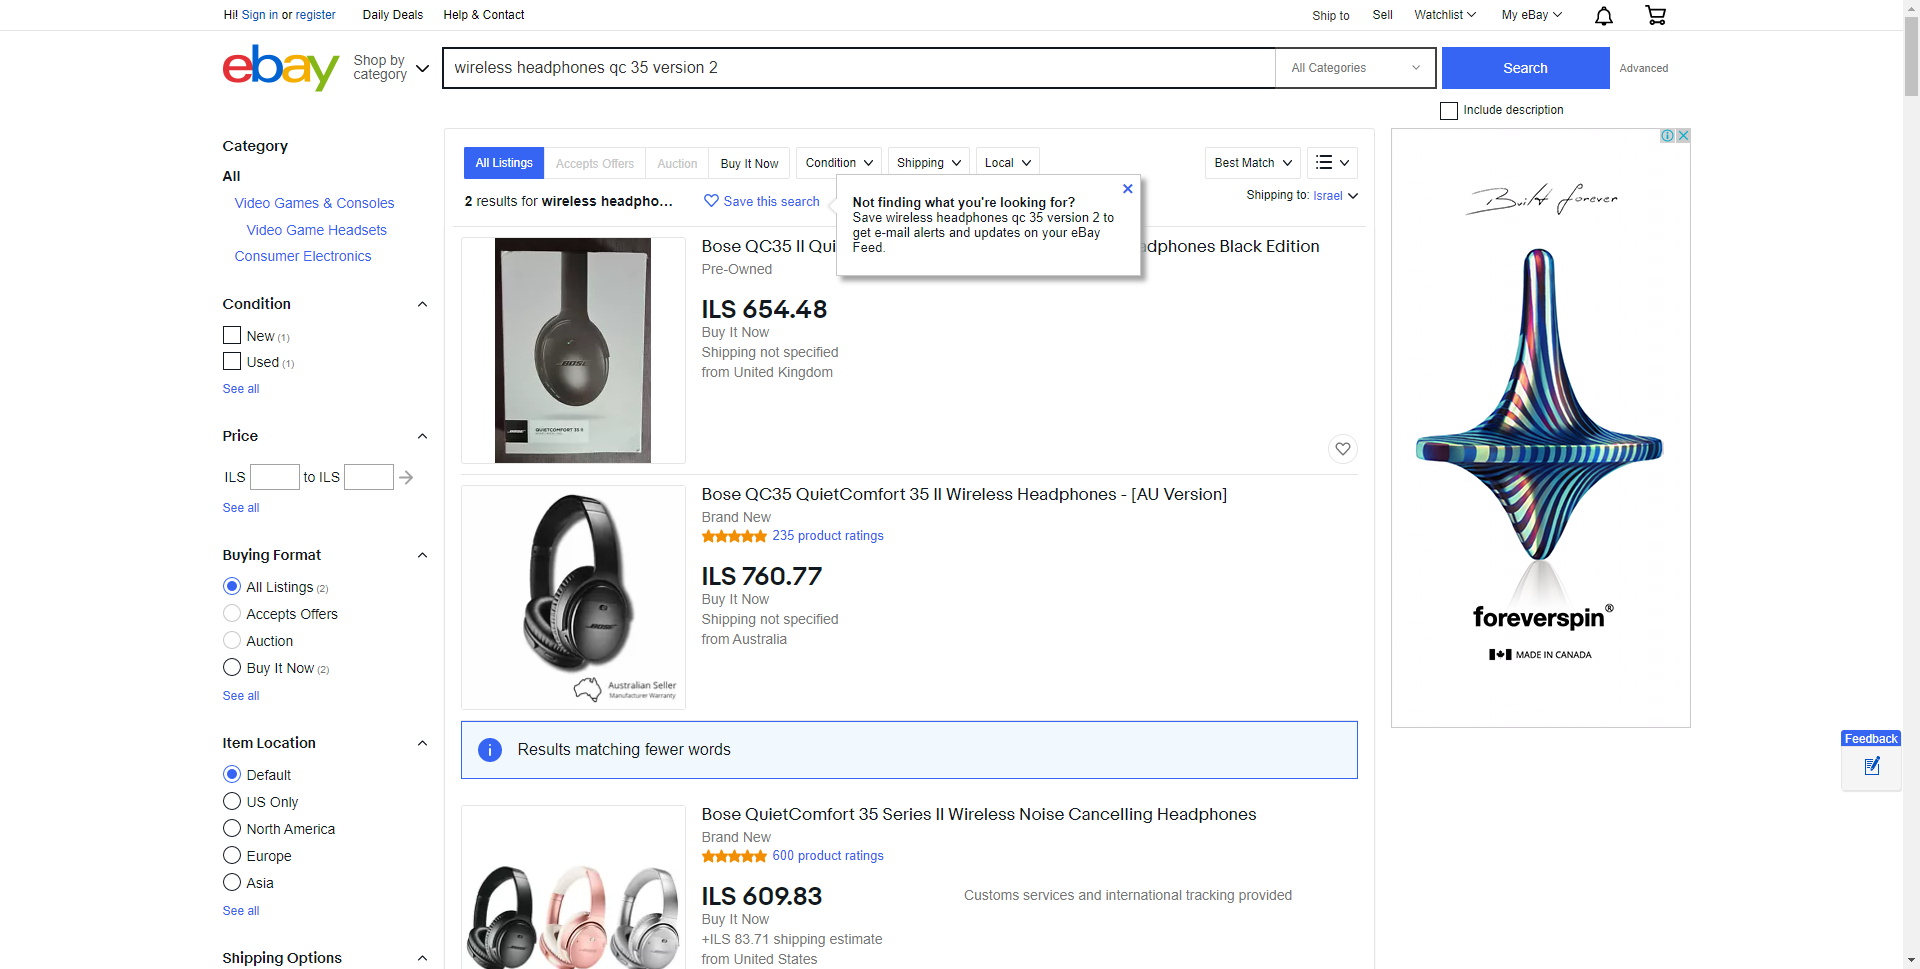 Hi! Sign in or register
Daily Deals
Help & Contact
Ship to
Sell
Watchlist
My eBay
ebay
Shop by
category
wireless headphones qc 35 version 2
All Categories
Search
Advanced
Include description
Category
All
Video Games & Consoles
Video Game Headsets
Consumer Electronics
Condition
New (1)
Used (1)
See all
Price
ILS
to ILS
See all
Buying Format
All Listings (2)
Accepts Offers
Auction
Buy It Now (2)
See all
Item Location
Default
US Only
North America
Europe
Asia
See all
Shipping Options
All Listings
Accepts Offers
Auction
Buy It Now
Condition
Shipping
Local
Best Match
2 results for wireless headpho...
Save this search
Shipping to: Israel
Not finding what you're looking for?
Save wireless headphones qc 35 version 2 to
get e-mail alerts and updates on your eBay
Feed.
Bose QC35 II Qui
dphones Black Edition
Pre-Owned
ILS 654.48
Buy It Now
Shipping not specified
from United Kingdom
BOSE
QUIETCOMFORT 35 II
Bose QC35 QuietComfort 35 II Wireless Headphones - [AU Version]
Brand New
235 product ratings
ILS 760.77
Buy It Now
Shipping not specified
from Australia
BOSE
Australian Seller
Manufacturer Warranty
Results matching fewer words
Bose QuietComfort 35 Series II Wireless Noise Cancelling Headphones
Brand New
600 product ratings
ILS 609.83
Buy It Now
+ILS 83.71 shipping estimate
from United States
Customs services and international tracking provided
Built Forever
foreverspin®
MADE IN CANADA
Feedback